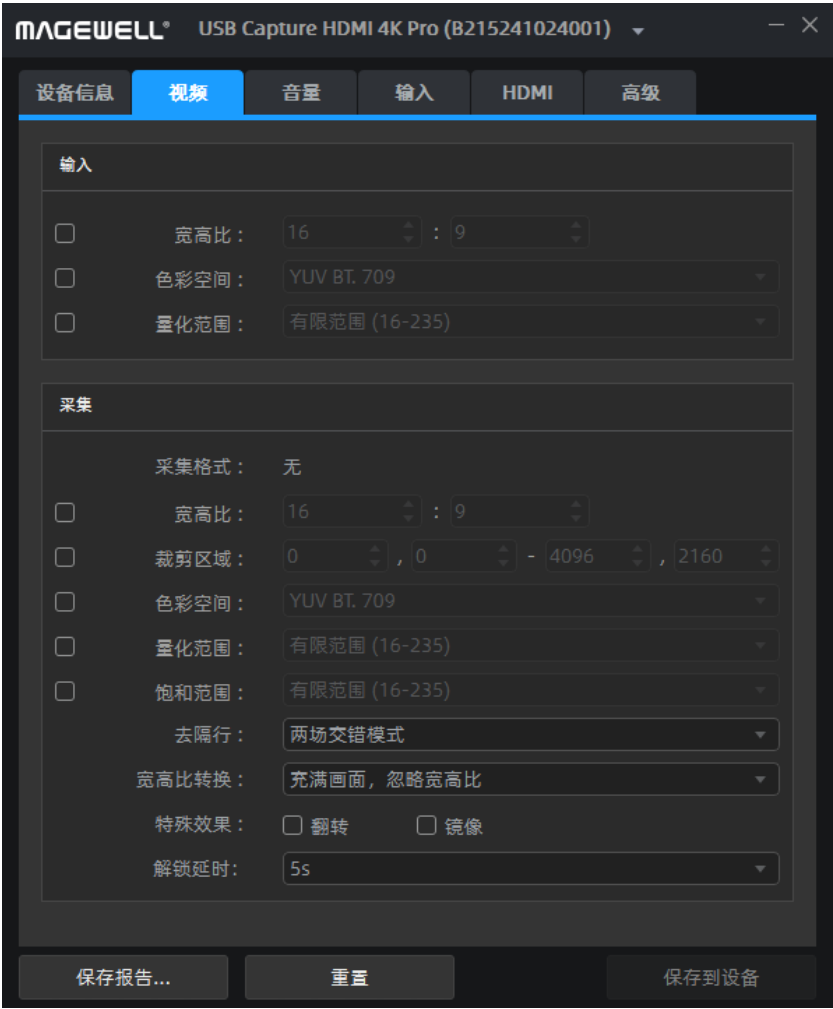 MAGEWELL® USB Capture HDMI 4K Pro (B215241024001)
设备信息 视频 音量 输入 HDMI 高级
输入
宽高比： 16 : 9
色彩空间： YUV BT. 709
量化范围： 有限范围 (16-235)
采集
采集格式： 无
宽高比： 16 : 9
裁剪区域： 0 , 0 - 4096 , 2160
色彩空间： YUV BT. 709
量化范围： 有限范围 (16-235)
饱和范围： 有限范围 (16-235)
去隔行： 两场交错模式
宽高比转换： 充满画面，忽略宽高比
特殊效果： 翻转 镜像
解锁延时: 5s
保存报告... 重置 保存到设备